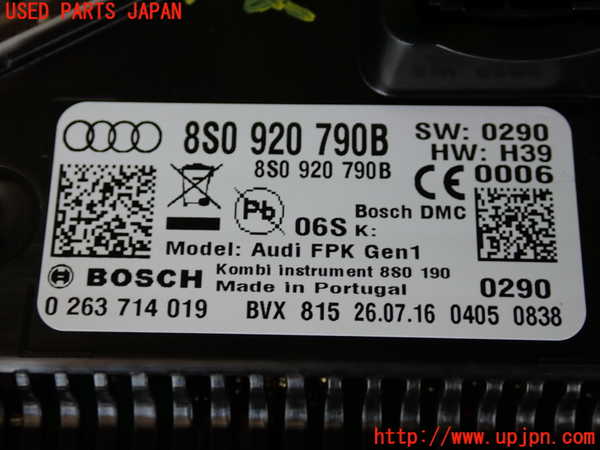 USED PARTS JAPAN
8S0 920 790B
8S0 920 790B
SW: 0290
HW: H39
CE 0006
Pb
06S K:
Bosch DMC
Model: Audi FPK Gen1
BOSCH
Kombi instrument 8S0 190
Made in Portugal
0290
0 263 714 019
BVX 815 26.07.16 0405 0838
http://www.upjpn.com/